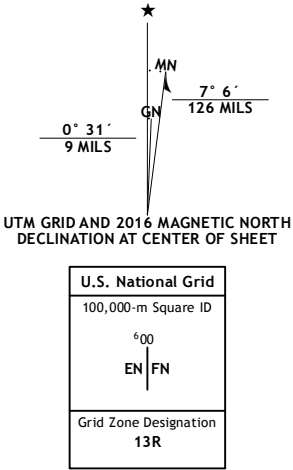 ★
MN
GN
7° 6´
126 MILS
0° 31´
9 MILS
UTM GRID AND 2016 MAGNETIC NORTH
DECLINATION AT CENTER OF SHEET
U.S. National Grid
100,000-m Square ID
⁶00
EN FN
Grid Zone Designation
13R